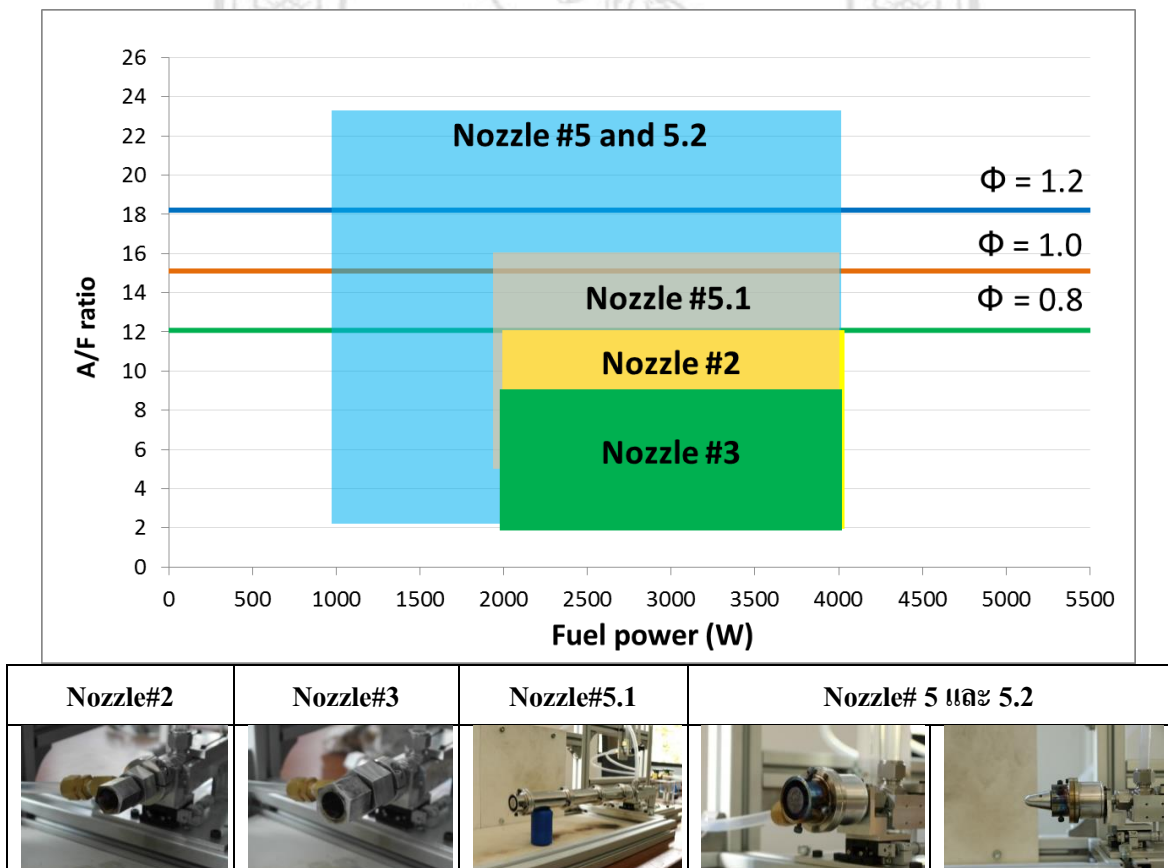 26
24
22
20
18
16
14
12
10
8
6
4
2
0
A/F ratio
Nozzle #5 and 5.2
Φ = 1.2
Φ = 1.0
Nozzle #5.1
Φ = 0.8
Nozzle #2
Nozzle #3
0 500 1000 1500 2000 2500 3000 3500 4000 4500 5000 5500
Fuel power (W)
Nozzle#2 Nozzle#3 Nozzle#5.1 Nozzle# 5 และ 5.2